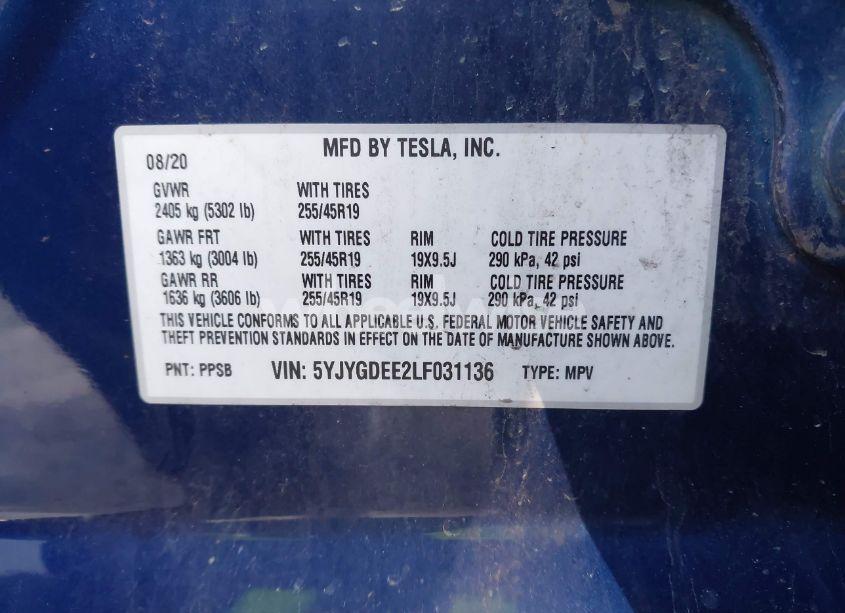 MFD BY TESLA, INC.
08/20
GVWR WITH TIRES
2405 kg (5302 lb) 255/45R19
GAWR FRT WITH TIRES RIM COLD TIRE PRESSURE
1363 kg (3004 lb) 255/45R19 19X9.5J 290 kPa, 42 psi
GAWR RR WITH TIRES RIM COLD TIRE PRESSURE
1636 kg (3606 lb) 255/45R19 19X9.5J 290 kPa, 42 psi
THIS VEHICLE CONFORMS TO ALL APPLICABLE U.S. FEDERAL MOTOR VEHICLE SAFETY AND
THEFT PREVENTION STANDARDS IN EFFECT ON THE DATE OF MANUFACTURE SHOWN ABOVE.
PNT: PPSB VIN: 5YJYGDEE2LF031136 TYPE: MPV